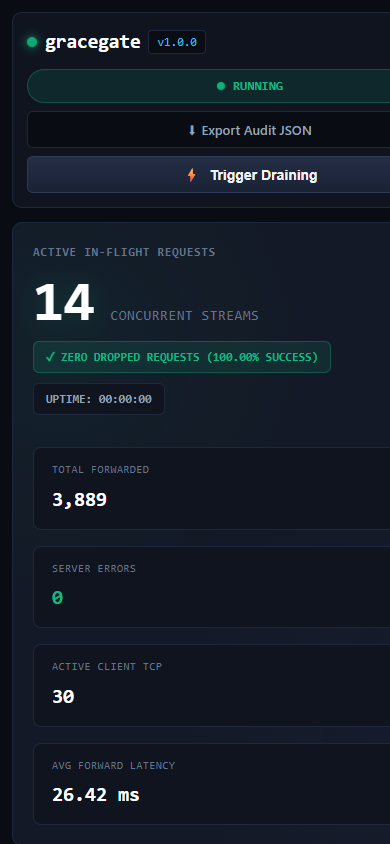 gracegate v1.0.0
RUNNING
⬇ Export Audit JSON
⚡ Trigger Draining
ACTIVE IN-FLIGHT REQUESTS
14 CONCURRENT STREAMS
✓ ZERO DROPPED REQUESTS (100.00% SUCCESS)
UPTIME: 00:00:00
TOTAL FORWARDED
3,889
SERVER ERRORS
0
ACTIVE CLIENT TCP
30
AVG FORWARD LATENCY
26.42 ms